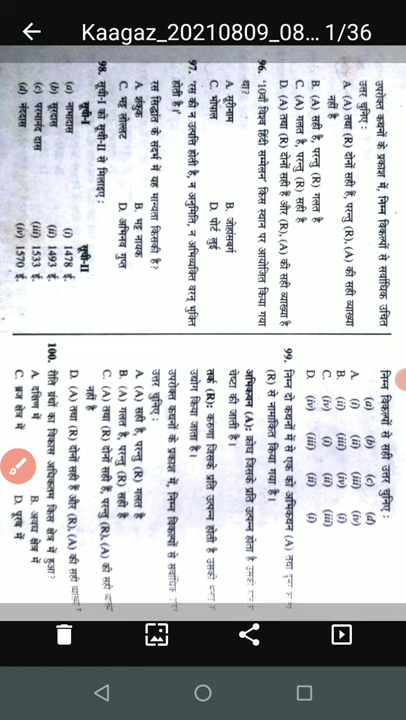 Kaagaz_20210809_08... 1/36
उपरोक्त कथनों के प्रकाश में, निम्न विकल्पों से सर्वाधिक उचित
उत्तर चुनिए :
A. (A) तथा (R) दोनों सही है, परन्तु (R), (A) की सही व्याख्या
नहीं है
B. (A) सही है, परन्तु (R) गलत है
C. (A) गलत है, परन्तु (R) सही है
D. (A) तथा (R) दोनों सही है और (R), (A) की सही व्याख्या है
96. '10वाँ विश्व हिंदी सम्मेलन' किस स्थान पर आयोजित किया गया
था?
A. सूरीनाम B. जोहांसबर्ग
C. भोपाल D. पोर्ट लुई
97. 'रस की न उत्पत्ति होती है, न अनुमिति, न अभिव्यक्ति वरन् भुक्ति
होती है।'
रस सिद्धांत के संदर्भ में यह मान्यता किसकी है?
A. शंकुक B. भट्ट नायक
C. भट्ट लोल्लट D. अभिनव गुप्त
98. सूची-I को सूची-II से मिलाइए :
सूची-I सूची-II
(a) नाभादास (i) 1478 ई.
(b) सूरदास (ii) 1493 ई.
(c) परमानंद दास (iii) 1533 ई.
(d) नंददास (iv) 1570 ई.
निम्न विकल्पों से सही उत्तर चुनिए :
(a) (b) (c) (d)
A. (i) (ii) (iii) (iv)
B. (ii) (iii) (iv) (i)
C. (iv) (i) (ii) (iii)
D. (iv) (iii) (ii) (i)
99. निम्न दो कथनों में से एक को अभिकथन (A) तथा
(R) से नामांकित किया गया है।
अभिकथन (A): क्रोध जिसके प्रति उत्पन्न होता है उसकी
चेष्टा की जाती है।
तर्क (R): करुणा जिसके प्रति उत्पन्न होती है उसकी
उद्योग किया जाता है।
उपरोक्त कथनों के प्रकाश में, निम्न विकल्पों से सर्वाधिक
उत्तर चुनिए :
A. (A) सही है, परन्तु (R) गलत है
B. (A) गलत है, परन्तु (R) सही है
C. (A) तथा (R) दोनों सही है, परन्तु (R), (A) की सही व्याख्या
नहीं है
D. (A) तथा (R) दोनों सही है और (R), (A) की सही व्याख्या
100. रीति ग्रंथों का विकास अधिकतम किस क्षेत्र में हुआ?
A. दक्षिण में B. अवध क्षेत्र में
C. ब्रज क्षेत्र में D. पूरब में